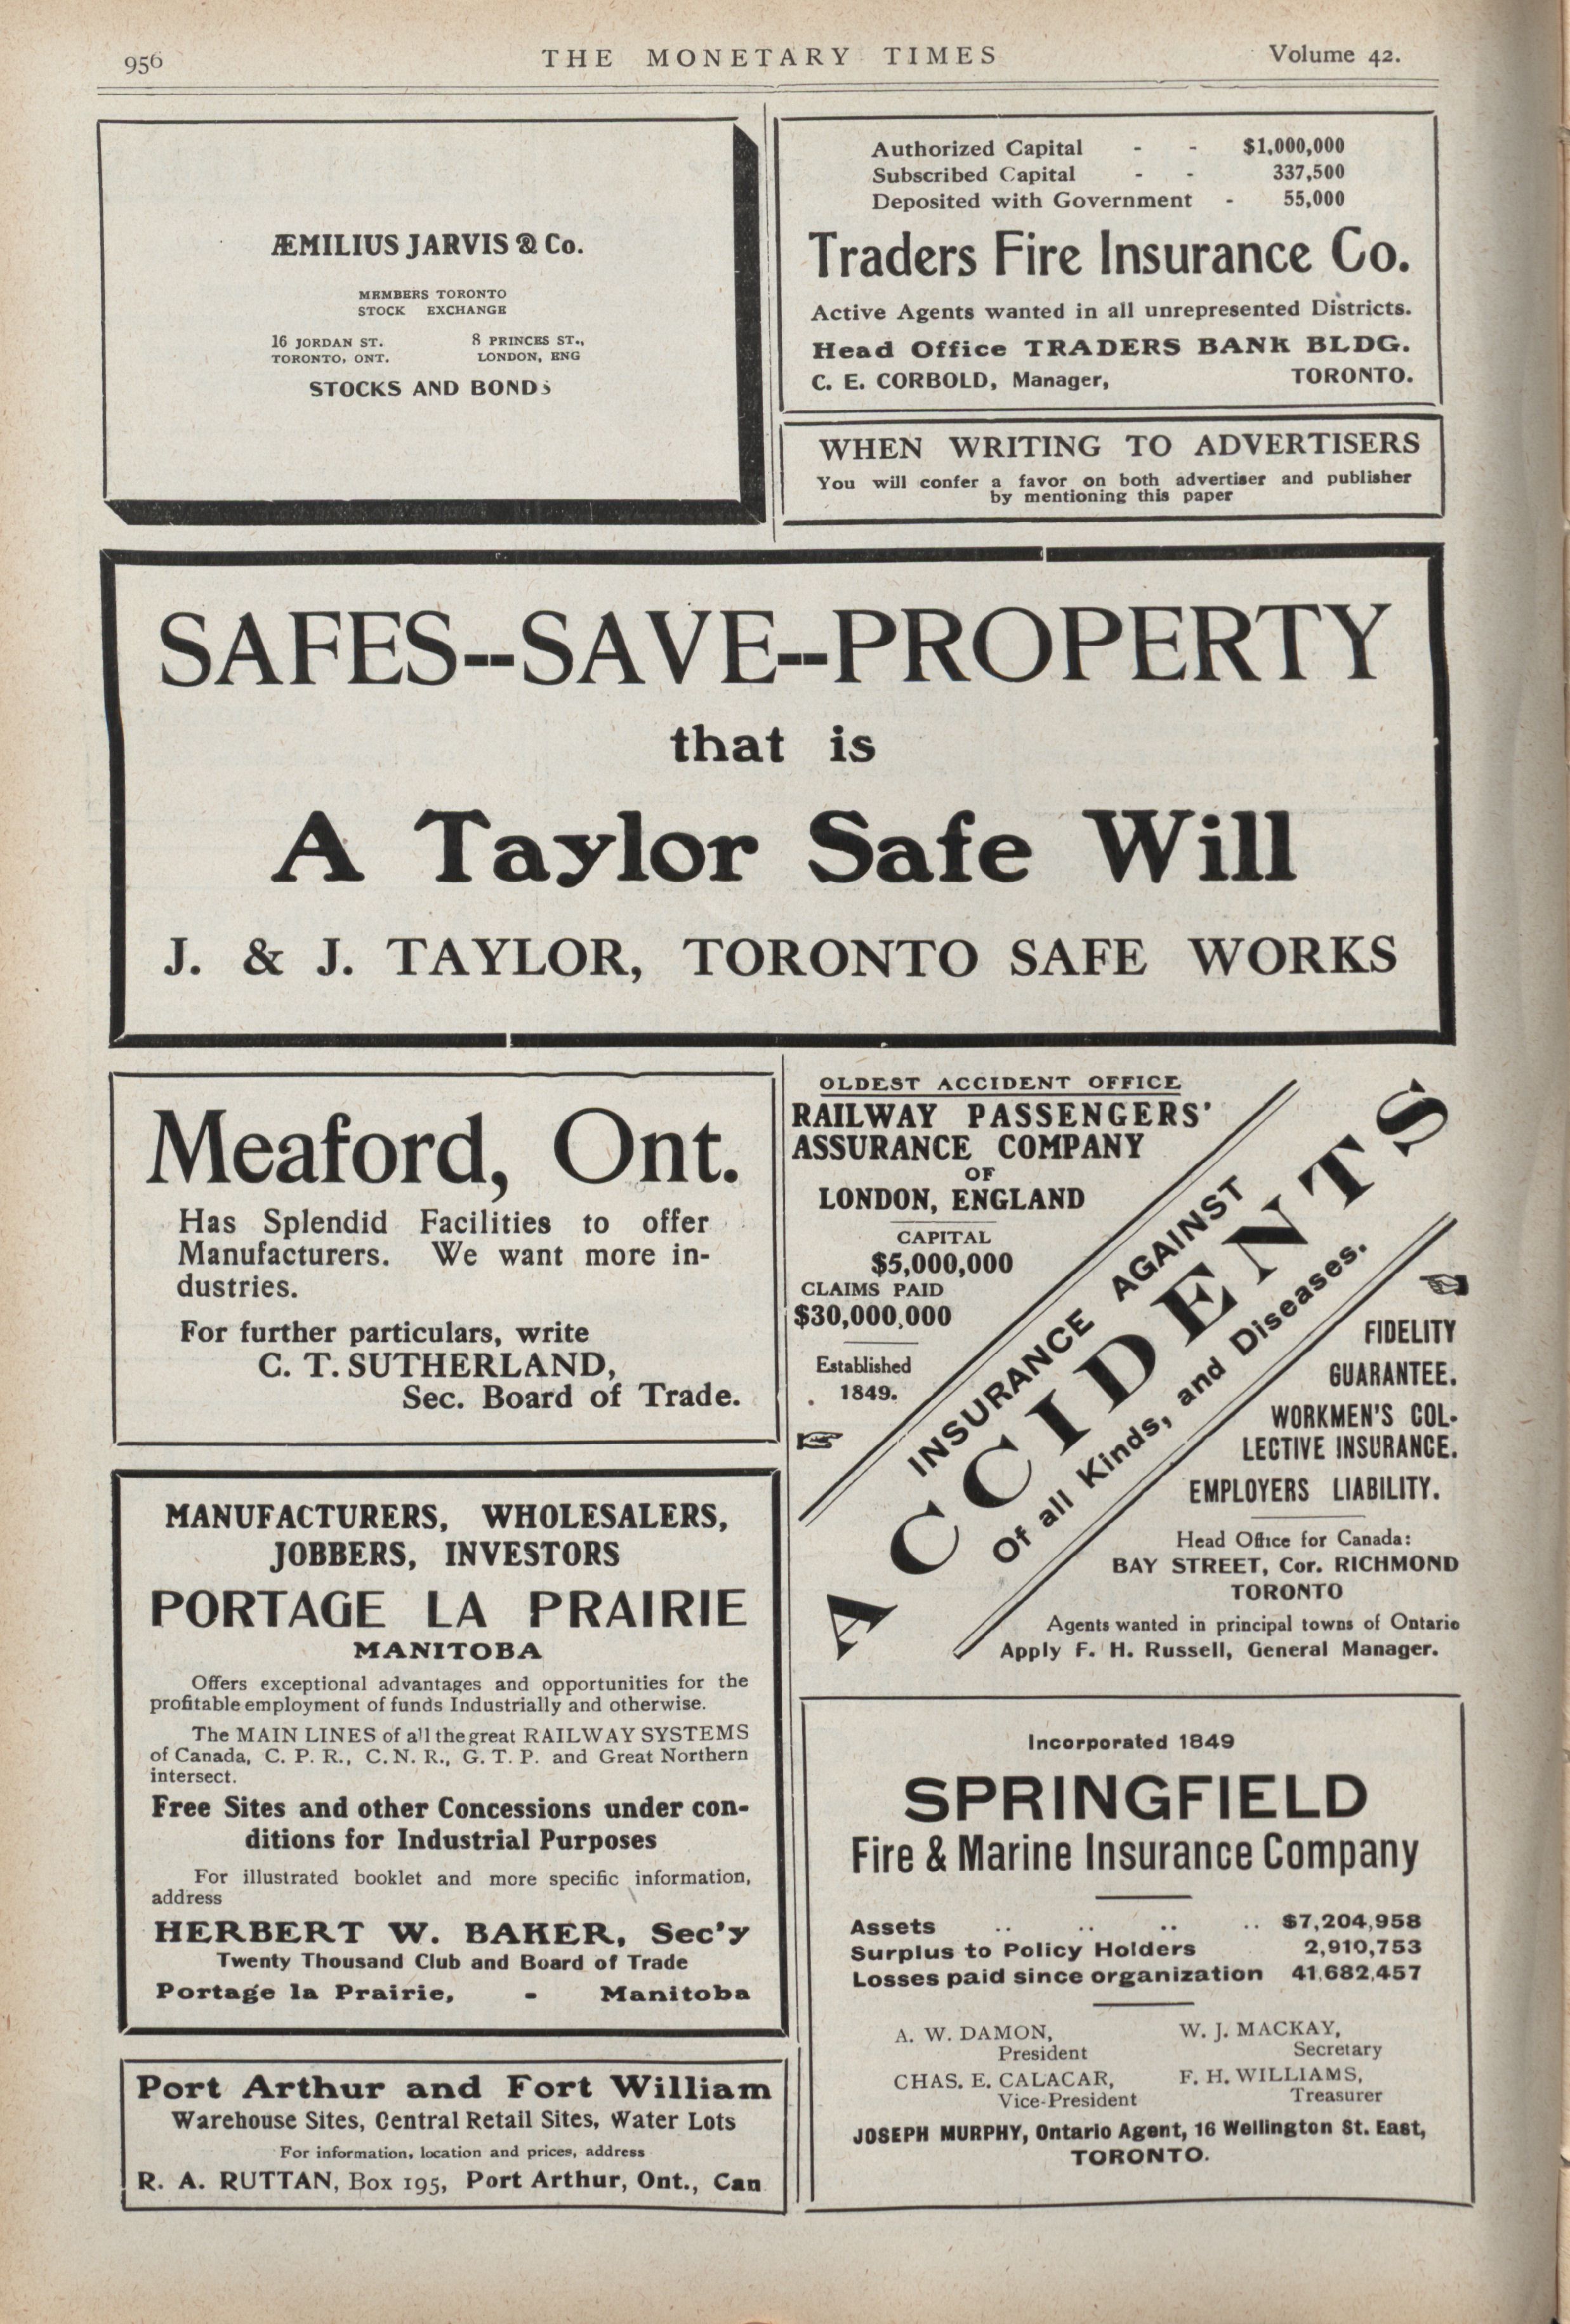 956
THE MONETARY TIMES
Volume 42.
ÆMILIUS JARVIS & Co.
MEMBERS TORONTO
STOCK EXCHANGE
16 JORDAN ST.
TORONTO, ONT.
8 PRINCES ST.,
LONDON, ENG
STOCKS AND BONDS
Authorized Capital - - $1,000,000
Subscribed Capital - - 337,500
Deposited with Government - 55,000
Traders Fire Insurance Co.
Active Agents wanted in all unrepresented Districts.
Head Office TRADERS BANK BLDG.
C. E. CORBOLD, Manager, TORONTO.
WHEN WRITING TO ADVERTISERS
You will confer a favor on both advertiser and publisher
by mentioning this paper
SAFES--SAVE--PROPERTY
that is
A Taylor Safe Will
J. & J. TAYLOR, TORONTO SAFE WORKS
Meaford, Ont.
Has Splendid Facilities to offer
Manufacturers. We want more in-
dustries.
For further particulars, write
C. T. SUTHERLAND,
Sec. Board of Trade.
MANUFACTURERS, WHOLESALERS,
JOBBERS, INVESTORS
PORTAGE LA PRAIRIE
MANITOBA
Offers exceptional advantages and opportunities for the
profitable employment of funds Industrially and otherwise.
The MAIN LINES of all the great RAILWAY SYSTEMS
of Canada, C. P. R., C. N. R., G. T. P. and Great Northern
intersect.
Free Sites and other Concessions under con-
ditions for Industrial Purposes
For illustrated booklet and more specific information,
address
HERBERT W. BAKER, Sec'y
Twenty Thousand Club and Board of Trade
Portage la Prairie, - Manitoba
Port Arthur and Fort William
Warehouse Sites, Central Retail Sites, Water Lots
For information, location and prices, address
R. A. RUTTAN, Box 195, Port Arthur, Ont., Can
OLDEST ACCIDENT OFFICE
RAILWAY PASSENGERS'
ASSURANCE COMPANY
OF
LONDON, ENGLAND
CAPITAL
$5,000,000
CLAIMS PAID
$30,000,000
Established
1849.
INSURANCE AGAINST
ACCIDENTS
Of all Kinds, and Diseases.
FIDELITY
GUARANTEE.
WORKMEN'S COL-
LECTIVE INSURANCE.
EMPLOYERS LIABILITY.
Head Office for Canada:
BAY STREET, Cor. RICHMOND
TORONTO
Agents wanted in principal towns of Ontario
Apply F. H. Russell, General Manager.
Incorporated 1849
SPRINGFIELD
Fire & Marine Insurance Company
Assets .. .. .. .. $7,204,958
Surplus to Policy Holders 2,910,753
Losses paid since organization 41,682,457
A. W. DAMON,
President
W. J. MACKAY,
Secretary
CHAS. E. CALACAR,
Vice-President
F. H. WILLIAMS,
Treasurer
JOSEPH MURPHY, Ontario Agent, 16 Wellington St. East,
TORONTO.